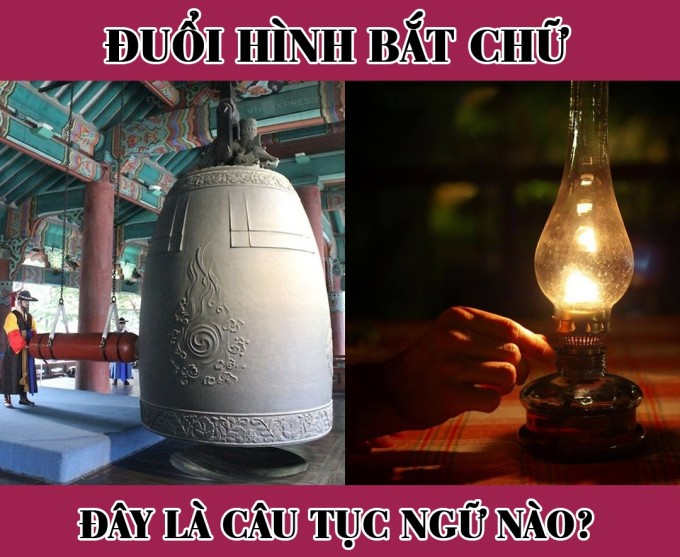 ĐUỔI HÌNH BẮT CHỮ
ĐÂY LÀ CÂU TỤC NGỮ NÀO?